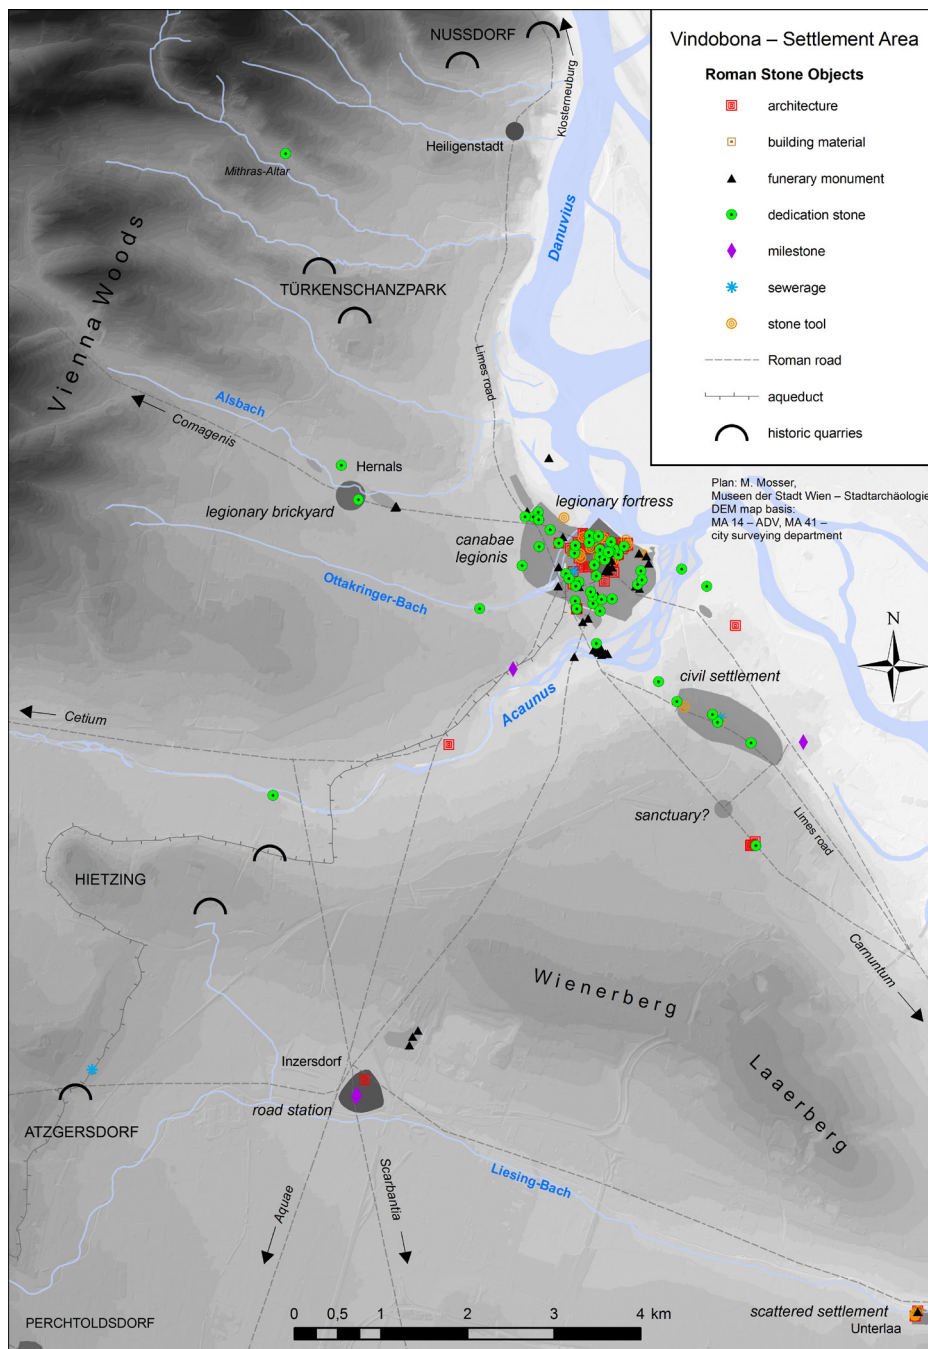 Vindobona – Settlement Area
Roman Stone Objects
architecture
building material
funerary monument
dedication stone
milestone
sewerage
stone tool
Roman road
aqueduct
historic quarries
Plan: M. Mosser,
Museen der Stadt Wien – Stadtarchäologie
DEM map basis:
MA 14 – ADV, MA 41 –
city surveying department
N
NUSSDORF
Klosterneuburg
Heiligenstadt
Mithras-Altar
Danuvius
Vienna Woods
TÜRKENSCHANZPARK
Limes road
Alsbach
Comagenis
Hernals
legionary brickyard
legionary fortress
canabae
legionis
Ottakringer-Bach
Acaunus
civil settlement
Cetium
sanctuary?
Limes road
HIETZING
Carnuntum
Wienerberg
Laaerberg
Inzersdorf
road station
ATZGERSDORF
Aquae
Scarbantia
Liesing-Bach
scattered settlement
Unterlaa
PERCHTOLDSDORF
0 0,5 1 2 3 4 km